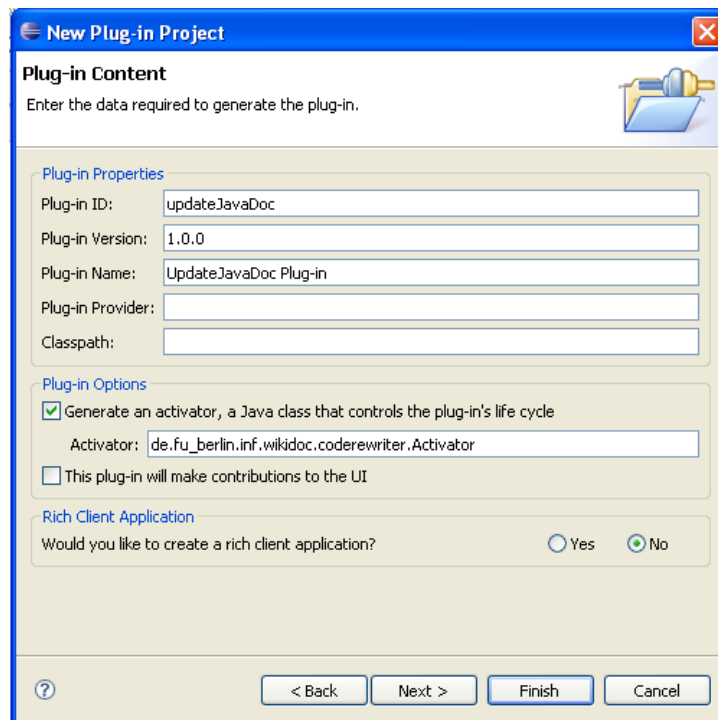 New Plug-in Project
Plug-in Content
Enter the data required to generate the plug-in.
Plug-in Properties
Plug-in ID: updateJavaDoc
Plug-in Version: 1.0.0
Plug-in Name: UpdateJavaDoc Plug-in
Plug-in Provider:
Classpath:
Plug-in Options
Generate an activator, a Java class that controls the plug-in's life cycle
Activator: de.fu_berlin.inf.wikidoc.coderewriter.Activator
This plug-in will make contributions to the UI
Rich Client Application
Would you like to create a rich client application? Yes No
? < Back Next > Finish Cancel